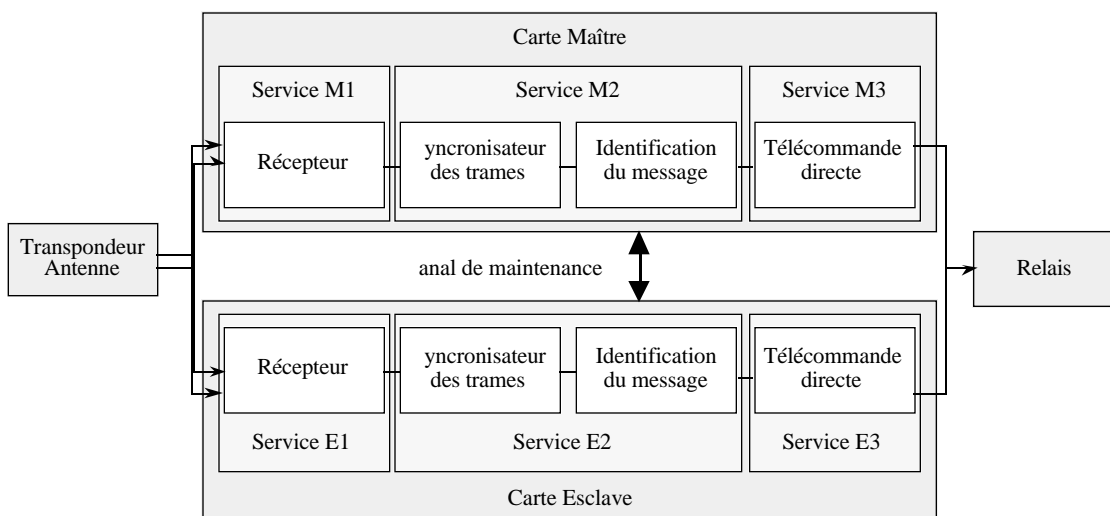 Carte Maître
Service M1
Service M2
Service M3
Récepteur
yncronisateur
des trames
Identification
du message
Télécommande
directe
Transpondeur
Antenne
anal de maintenance
Relais
Récepteur
yncronisateur
des trames
Identification
du message
Télécommande
directe
Service E1
Service E2
Service E3
Carte Esclave